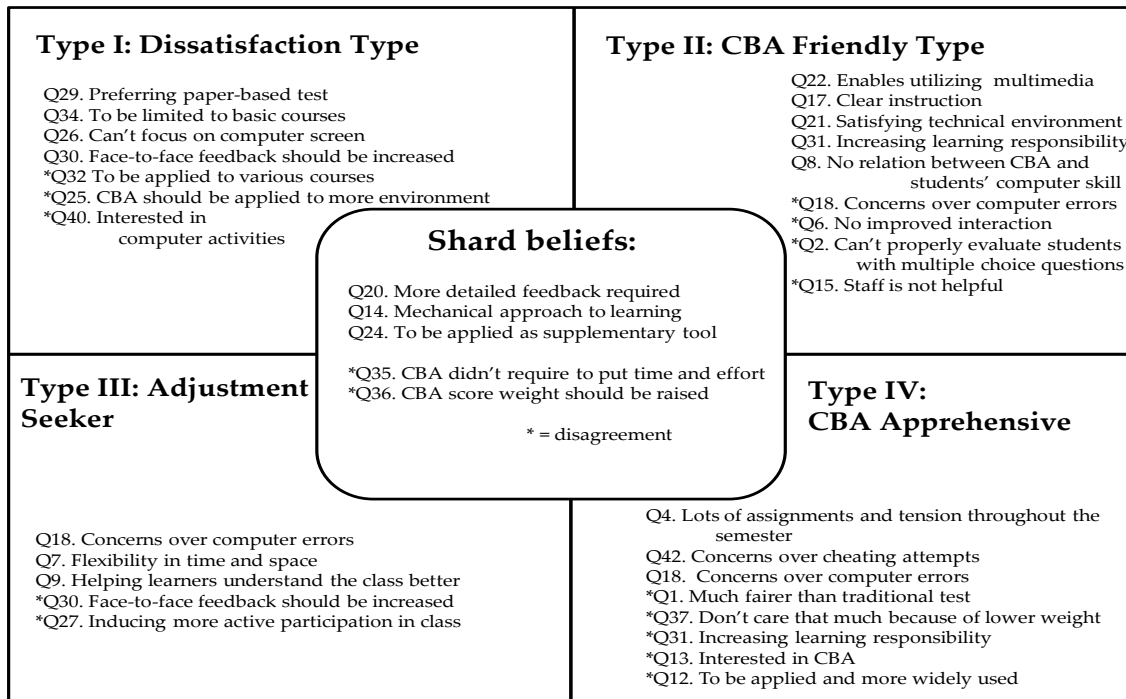 Type I: Dissatisfaction Type
Q29. Preferring paper-based test
Q34. To be limited to basic courses
Q26. Can't focus on computer screen
Q30. Face-to-face feedback should be increased
*Q32 To be applied to various courses
*Q25. CBA should be applied to more environment
*Q40. Interested in
computer activities
Type II: CBA Friendly Type
Q22. Enables utilizing multimedia
Q17. Clear instruction
Q21. Satisfying technical environment
Q31. Increasing learning responsibility
Q8. No relation between CBA and
students' computer skill
*Q18. Concerns over computer errors
*Q6. No improved interaction
*Q2. Can't properly evaluate students
with multiple choice questions
*Q15. Staff is not helpful
Shard beliefs:
Q20. More detailed feedback required
Q14. Mechanical approach to learning
Q24. To be applied as supplementary tool
*Q35. CBA didn't require to put time and effort
*Q36. CBA score weight should be raised
* = disagreement
Type III: Adjustment
Seeker
Q18. Concerns over computer errors
Q7. Flexibility in time and space
Q9. Helping learners understand the class better
*Q30. Face-to-face feedback should be increased
*Q27. Inducing more active participation in class
Type IV:
CBA Apprehensive
Q4. Lots of assignments and tension throughout the
semester
Q42. Concerns over cheating attempts
Q18. Concerns over computer errors
*Q1. Much fairer than traditional test
*Q37. Don't care that much because of lower weight
*Q31. Increasing learning responsibility
*Q13. Interested in CBA
*Q12. To be applied and more widely used